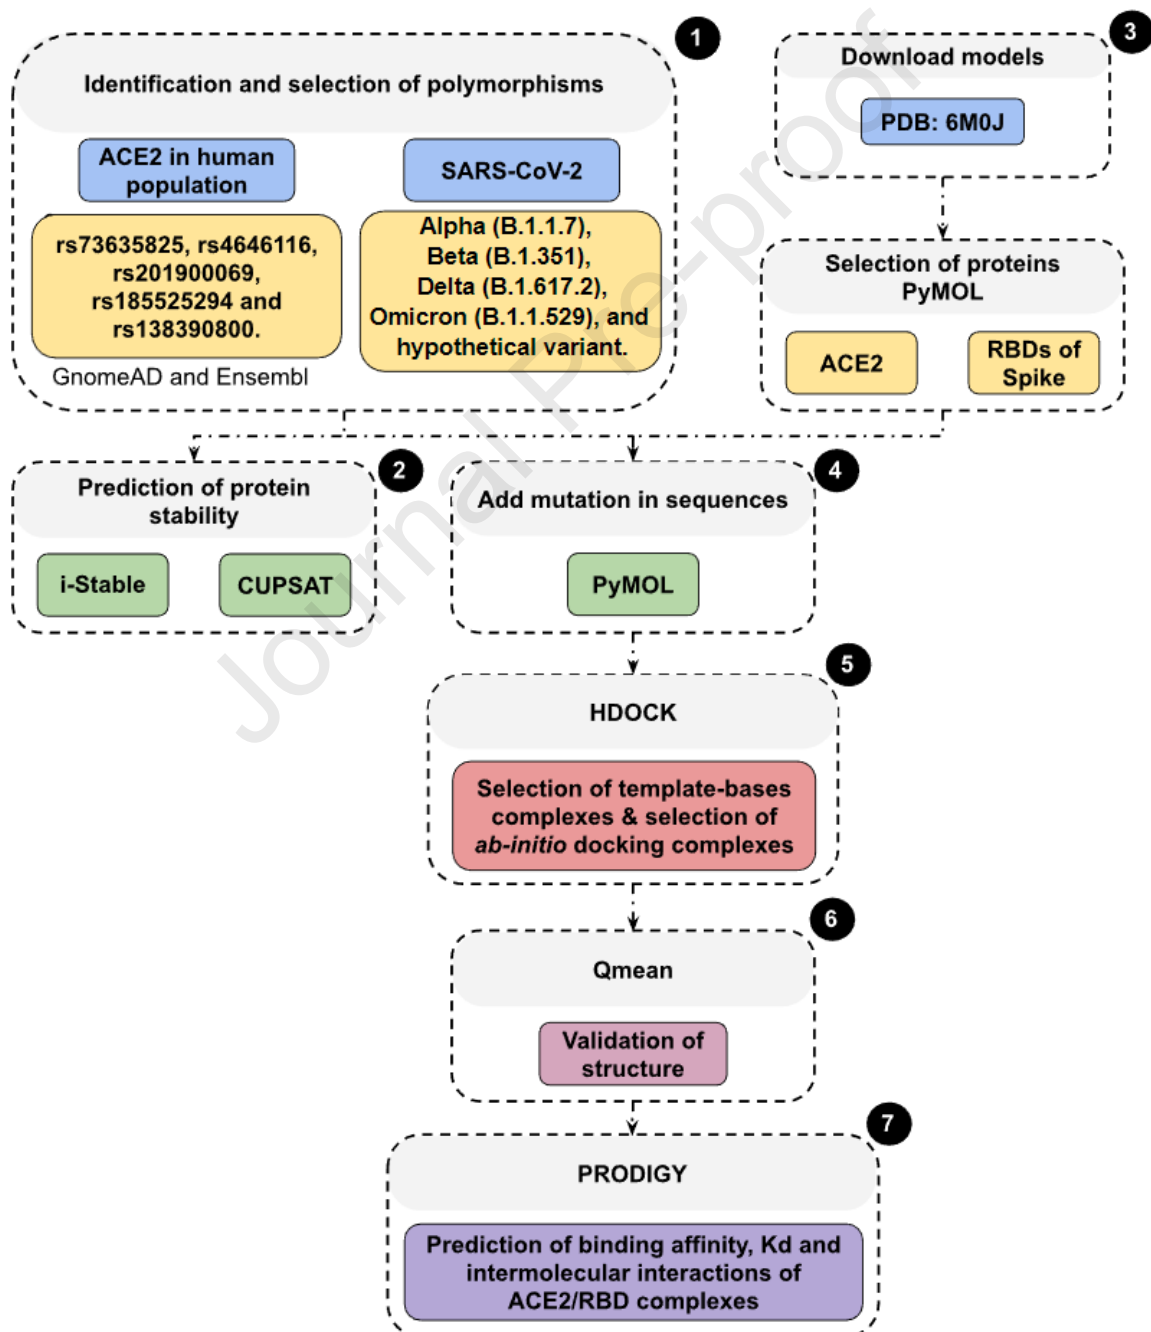 1
Identification and selection of polymorphisms
ACE2 in human
population
SARS-CoV-2
rs73635825, rs4646116,
rs201900069,
rs185525294 and
rs138390800.
Alpha (B.1.1.7),
Beta (B.1.351),
Delta (B.1.617.2),
Omicron (B.1.1.529), and
hypothetical variant.
GnomeAD and Ensembl
3
Download models
PDB: 6M0J
Selection of proteins
PyMOL
ACE2
RBDs of
Spike
2
Prediction of protein
stability
i-Stable
CUPSAT
4
Add mutation in sequences
PyMOL
5
HDOCK
Selection of template-bases
complexes & selection of
ab-initio docking complexes
6
Qmean
Validation of
structure
7
PRODIGY
Prediction of binding affinity, Kd and
intermolecular interactions of
ACE2/RBD complexes
Journal Pre-proof